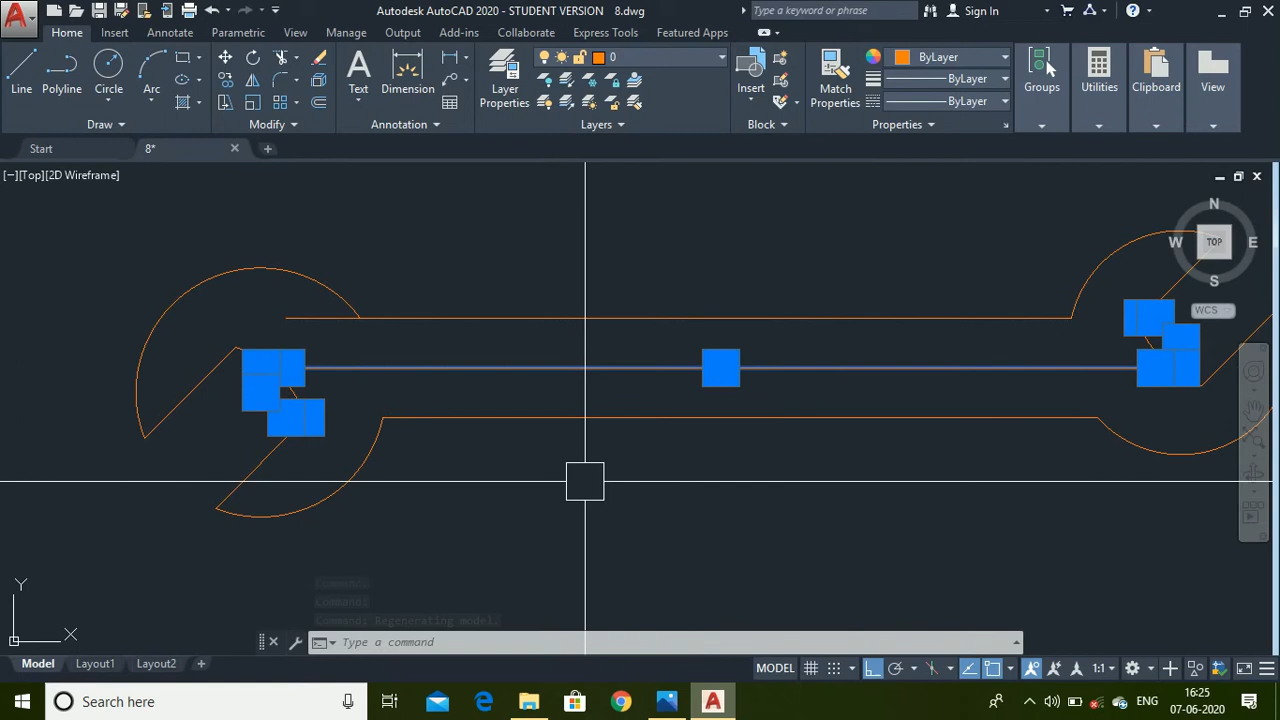 Autodesk AutoCAD 2020 - STUDENT VERSION 8.dwg
Type a keyword or phrase
Sign In
Home Insert Annotate Parametric View Manage Output Add-ins Collaborate Express Tools Featured Apps
0
ByLayer
ByLayer
ByLayer
Line Polyline Circle Arc
Text Dimension
Layer Properties
Insert
Match Properties
Groups Utilities Clipboard View
Draw Modify Annotation Layers Block Properties
Start 8*
[−][Top][2D Wireframe]
N
W TOP E
S
WCS
Y
X
Command:
Command:
Command: Regenerating model.
Type a command
Model Layout1 Layout2
MODEL 1:1
Search here
ENG
16:25
07-06-2020